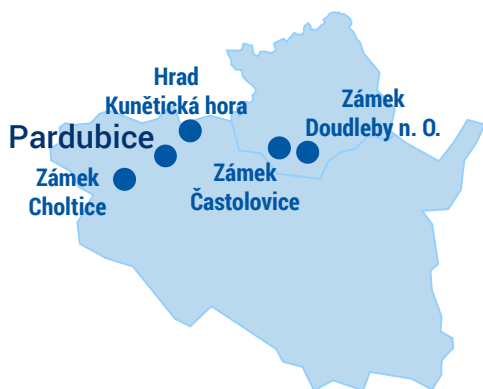 Hrad
Kunětická hora
Zámek
Doudleby n. O.
Pardubice
Zámek
Choltice
Zámek
Častolovice